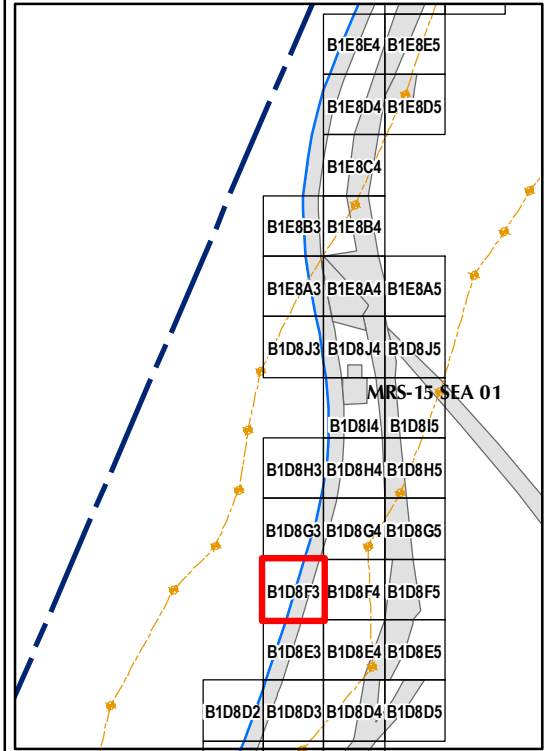 B1E8E4 B1E8E5
B1E8D4 B1E8D5
B1E8C4
B1E8B3 B1E8B4
B1E8A3 B1E8A4 B1E8A5
B1D8J3 B1D8J4 B1D8J5
MRS-15 SEA 01
B1D8I4 B1D8I5
B1D8H3 B1D8H4 B1D8H5
B1D8G3 B1D8G4 B1D8G5
B1D8F3 B1D8F4 B1D8F5
B1D8E3 B1D8E4 B1D8E5
B1D8D2 B1D8D3 B1D8D4 B1D8D5